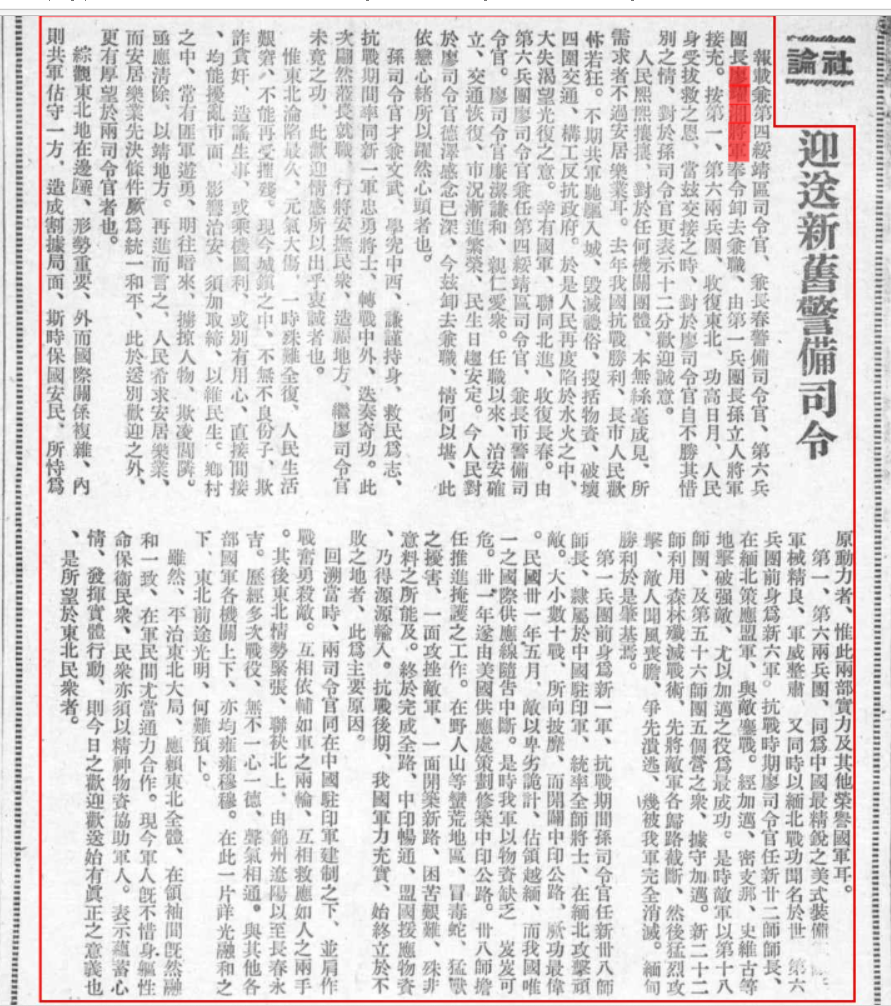 社論
迎送新舊警備司令
報載兼第四綏靖區司令官、兼長春警備司令官、第六兵
團長廖耀湘將軍奉令卸去兼職、由第一兵團長孫立人將軍
接充。按第一、第六兩兵團、收復東北、功高日月、人民
身受拔救之恩、當茲交接之時、對於廖司令官自不勝其惜
別之情、對於孫司令官更表示十二分歡迎誠意。
人民熙熙攘攘、對於任何機關團體、本無絲毫成見、所
需求者不過安居樂業耳。去年我國抗戰勝利、長市人民歡
忭若狂。不期共軍馳驅入城、毀滅禮俗、搜括物資、破壞
四圍交通、構工反抗政府。於是人民再度陷於水火之中、
大失渴望光復之意。幸有國軍、聯同北進、收復長春。由
第六兵團廖司令官兼任第四綏靖區司令官、兼長市警備司
令官。廖司令官廉潔謙和、親仁愛衆。任職以來、治安確
立、交通恢復、市況漸進繁榮、民生日趨安定。今人民對
於廖司令官德澤感念已深、今茲卸去兼職、情何以堪、此
依戀心緒所以躍然心頭者也。
孫司令官才兼文武、學究中西、謙謹持身、救民爲志、
抗戰期間率同新一軍忠勇將士、轉戰中外、迭奏奇功。此
次翩然蒞長就職、行將安撫民衆、造福地方、繼廖司令官
未竟之功、此歡迎情感所以出乎衷誠者也。
惟東北淪陷最久、元氣大傷、一時殊難全復、人民生活
艱窘、不能再受摧殘。現今城鎮之中、不無不良份子、欺
詐貪奸、造謠生事、或乘機圖利、或別有用心、直接間接
、均能擾亂市面、影響治安、須加取締、以維民生。鄉村
之中、常有匪軍遊勇、明往暗來、擄掠人物、欺凌閭隣。
亟應清除、以靖地方。再進而言之、人民希求安居樂業、
而安居樂業先決條件厥爲統一和平、此於送別歡迎之外、
更有厚望於兩司令官者也。
綜觀東北地在邊疆、形勢重要、外而國際關係複雜、內
則共軍佔守一方、造成割據局面、斯時保國安民、所恃爲
原動力者、惟此兩部實力及其他榮譽國軍耳。
第一、第六兩兵團、同爲中國最精銳之美式裝備
軍械精良、軍威整肅 又同時以緬北戰功聞名於世 第六
兵團前身爲新六軍。抗戰時期廖司令官任新廿二師師長、
在緬北策應盟軍、與敵鏖戰。經加邁、密支那、史維古等
地擊破强敵、尤以加邁之役爲最成功。是時敵軍以第十八
師團、及第五十六師團五個營之衆、據守加邁。新二十二
師利用森林殲滅戰術、先將敵軍各歸路截斷、然後猛烈攻
擊、敵人聞風喪膽、爭先潰逃、幾被我軍完全消滅。緬甸
勝利於是肇基焉。
第一兵團前身爲新一軍、抗戰期間孫司令官任新卅八師
師長、隸屬於中國駐印軍、統率全師將士、在緬北攻擊頑
敵。大小數十戰、所向披靡、而開闢中印公路、厥功最偉
。民國卅一年五月、敵以卑劣詭計、佔領越緬、而我國唯
一之國際供應線隨告中斷。是時我軍以物資缺乏、岌岌可
危。卅一年遂由美國供應處策劃修築中印公路。卅八師擔
任推進掩護之工作。在野人山等蠻荒地區、冒毒蛇、猛獸
之擾害、一面攻挫敵軍、一面開築新路、困苦艱難、殊非
意料之所能及。終於完成全路、中印暢通、盟國援應物資
、乃得源源輸入。抗戰後期、我國軍力充實、始終立於不
敗之地者、此爲主要原因。
回溯當時、兩司令官同在中國駐印軍建制之下、並肩作
戰奮勇殺敵。互相依輔如車之兩輪、互相救應如人之兩手
。其後東北情勢緊張、聯袂北上、由錦州遼陽以至長春永
吉。歷經多次戰役、無不一心一德、聲氣相通。與其他各
部國軍各機關上下、亦均雍雍穆穆。在此一片祥光融和之
下、東北前途光明、何難預卜。
雖然、平治東北大局、應賴東北全體、在領袖間既然融
和一致、在軍民間尤當通力合作。現今軍人既不惜身軀性
命保衛民衆、民衆亦須以精神物資協助軍人。表示蘊蓄心
情、發揮實體行動、則今日之歡迎歡送始有眞正之意義也
、是所望於東北民衆者。